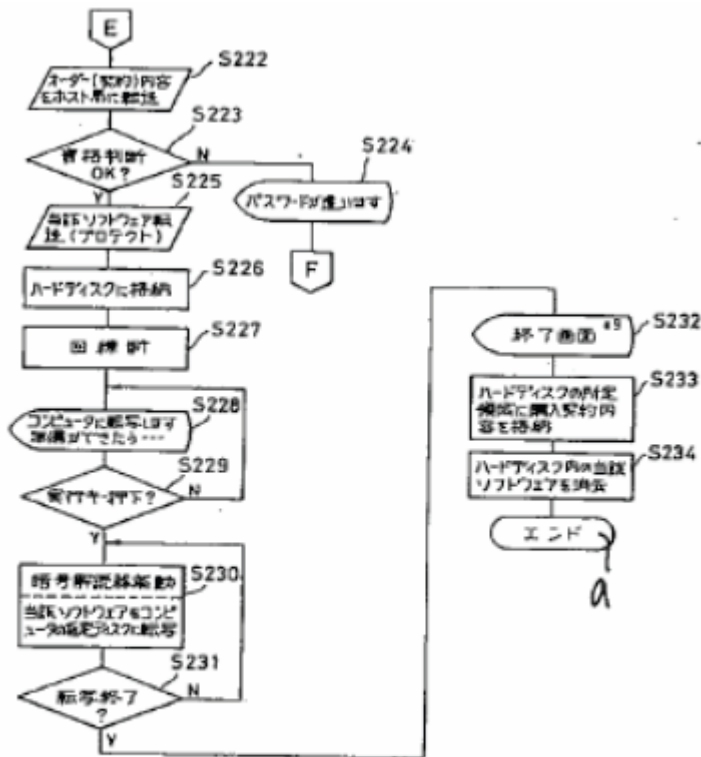 E
S222
オーダー(契約)内容
をホスト局に転送
S223
資格判断
OK?
N
Y
S224
パスワードが違います
F
S225
当該ソフトウェア転
送(プロテクト)
S226
ハードディスクに格納
S227
回線断
S228
コンピュータに転写します
準備ができたら・・・
S229
実行キー押下?
N
Y
S230
暗号解読器駆動
当該ソフトウェアをコンピ
ュータの指定ディスクに転写
S231
転写終了
?
N
Y
S232
終了画面
S233
ハードディスクの所定
領域に購入契約内
容を格納
S234
ハードディスク内の当該
ソフトウェアを消去
エンド
a